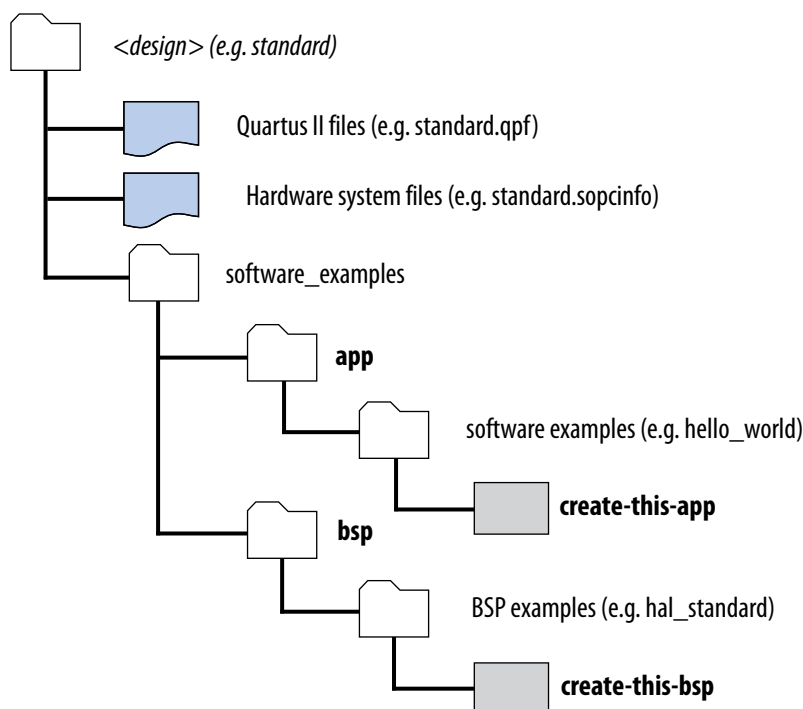 <design> (e.g. standard)
Quartus II files (e.g. standard.qpf)
Hardware system files (e.g. standard.sopcinfo)
software_examples
app
software examples (e.g. hello_world)
create-this-app
bsp
BSP examples (e.g. hal_standard)
create-this-bsp